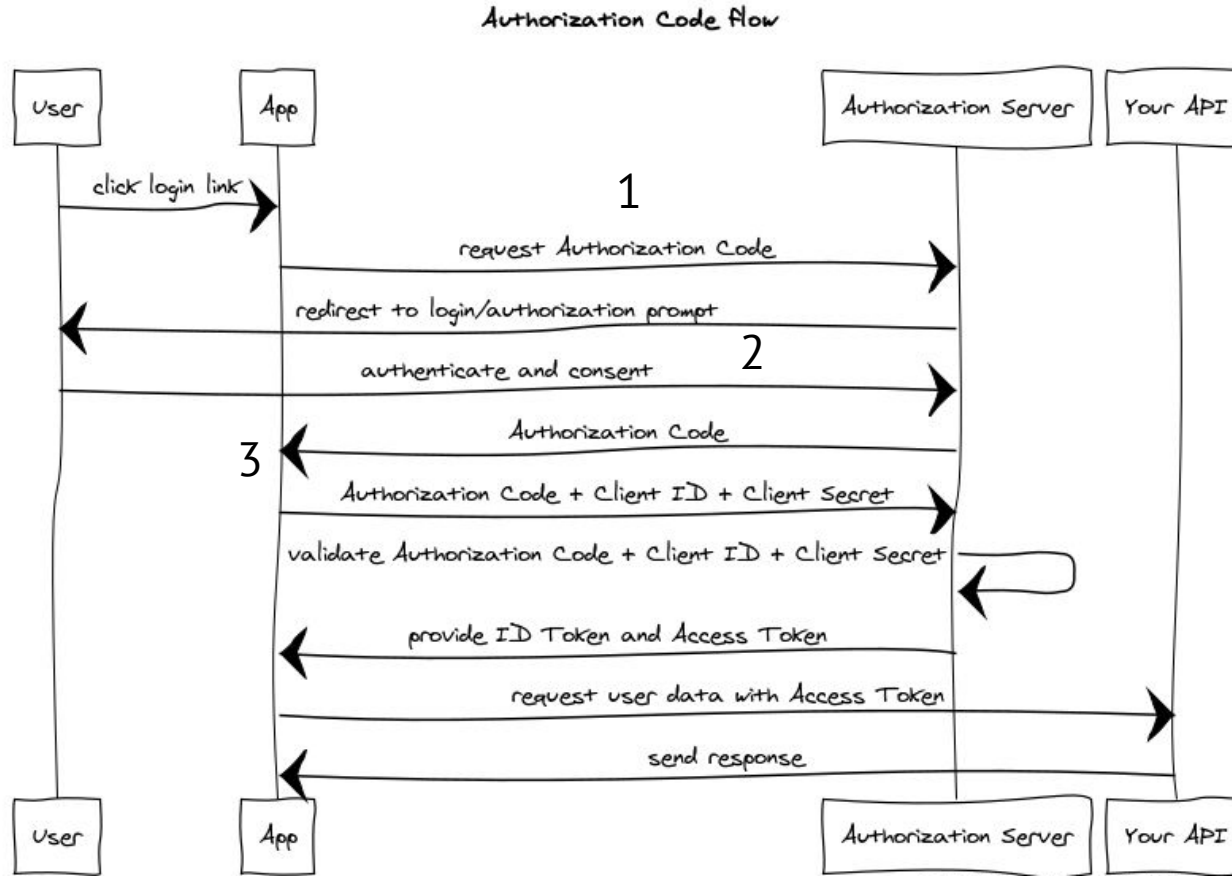 Authorization Code Flow
User
App
Authorization Server
Your API
click login link
1
request Authorization Code
redirect to login/authorization prompt
2
authenticate and consent
Authorization Code
3
Authorization Code + Client ID + Client Secret
validate Authorization Code + Client ID + Client Secret
provide ID Token and Access Token
request user data with Access Token
send response
User
App
Authorization Server
Your API